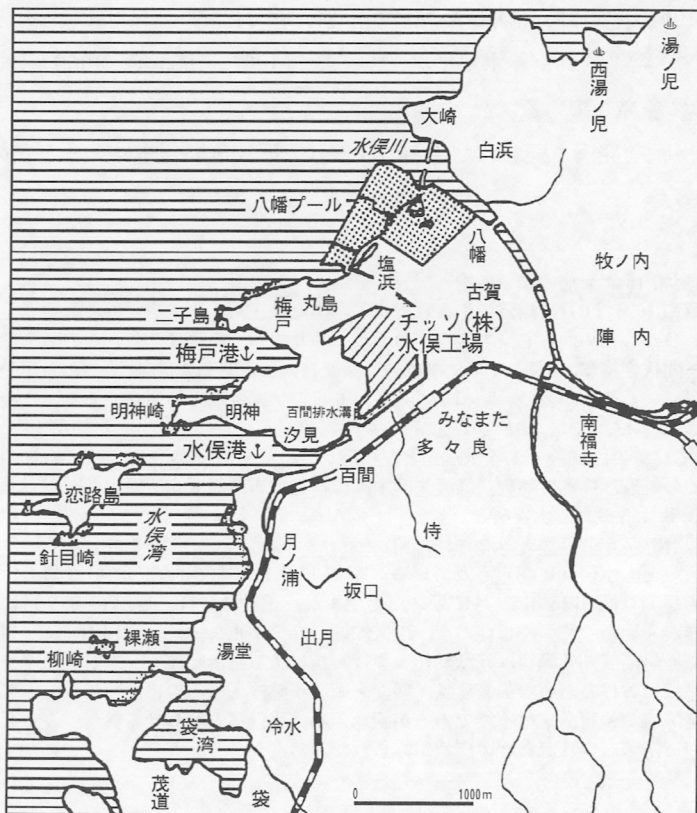 湯ノ児
西湯ノ児
大崎
水俣川
白浜
八幡プール
八幡
牧ノ内
塩浜
古賀
梅戸
丸島
二子島
チッソ(株)
水俣工場
陣内
梅戸港
明神崎
明神
百間排水溝
汐見
みなまた
多々良
南福寺
水俣港
百間
恋路島
水俣湾
侍
針目崎
月ノ浦
坂口
裸瀬
湯堂
出月
柳崎
袋湾
冷水
茂道
袋
0 1000m